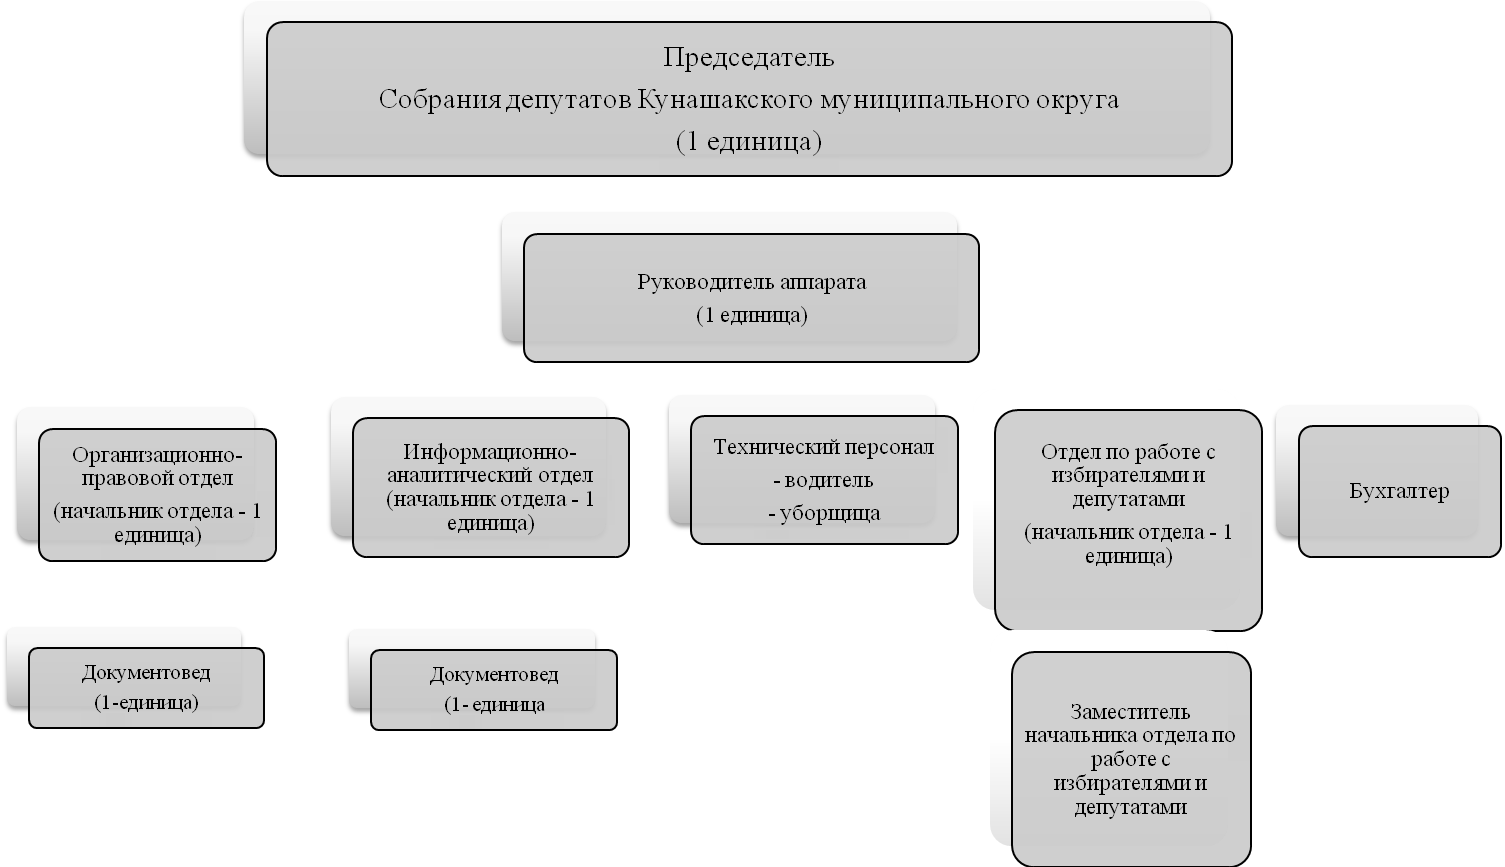 Председатель
Собрания депутатов Кунашакского муниципального округа
(1 единица)
Руководитель аппарата
(1 единица)
Организационно-
правовой отдел
(начальник отдела - 1
единица)
Информационно-
аналитический отдел
(начальник отдела - 1
единица)
Технический персонал
- водитель
- уборщица
Отдел по работе с
избирателями и
депутатами
(начальник отдела - 1
единица)
Бухгалтер
Документовед
(1-единица)
Документовед
(1- единица
Заместитель
начальника отдела по
работе с
избирателями и
депутатами